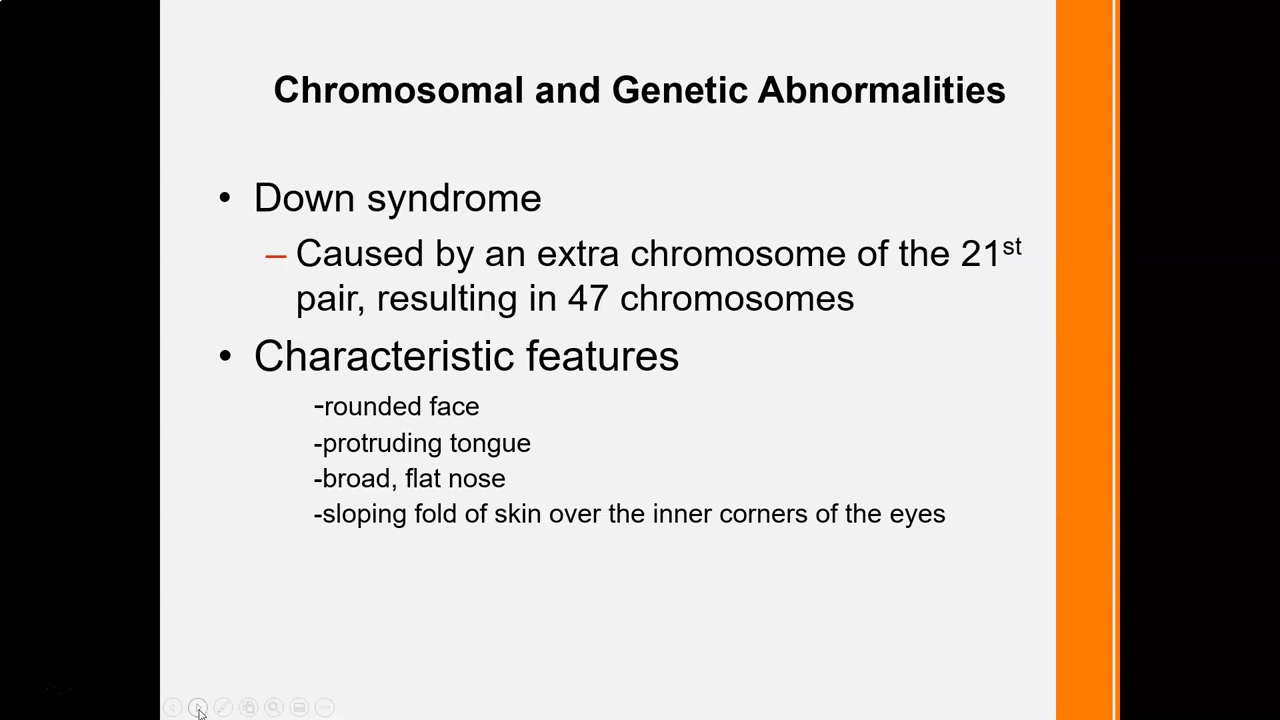 Chromosomal and Genetic Abnormalities
• Down syndrome
– Caused by an extra chromosome of the 21st
pair, resulting in 47 chromosomes
• Characteristic features
-rounded face
-protruding tongue
-broad, flat nose
-sloping fold of skin over the inner corners of the eyes